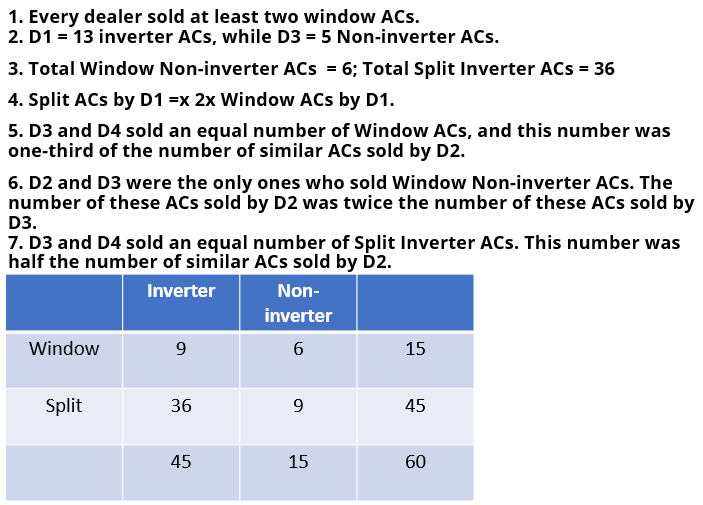 1. Every dealer sold at least two window ACs.
2. D1 = 13 inverter ACs, while D3 = 5 Non-inverter ACs.
3. Total Window Non-inverter ACs  = 6; Total Split Inverter ACs = 36
4. Split ACs by D1 =x 2x Window ACs by D1.
5. D3 and D4 sold an equal number of Window ACs, and this number was
one-third of the number of similar ACs sold by D2.
6. D2 and D3 were the only ones who sold Window Non-inverter ACs. The
number of these ACs sold by D2 was twice the number of these ACs sold by
D3.
7. D3 and D4 sold an equal number of Split Inverter ACs. This number was
half the number of similar ACs sold by D2.
Inverter Non-
inverter
Window 9 6 15
Split 36 9 45
45 15 60